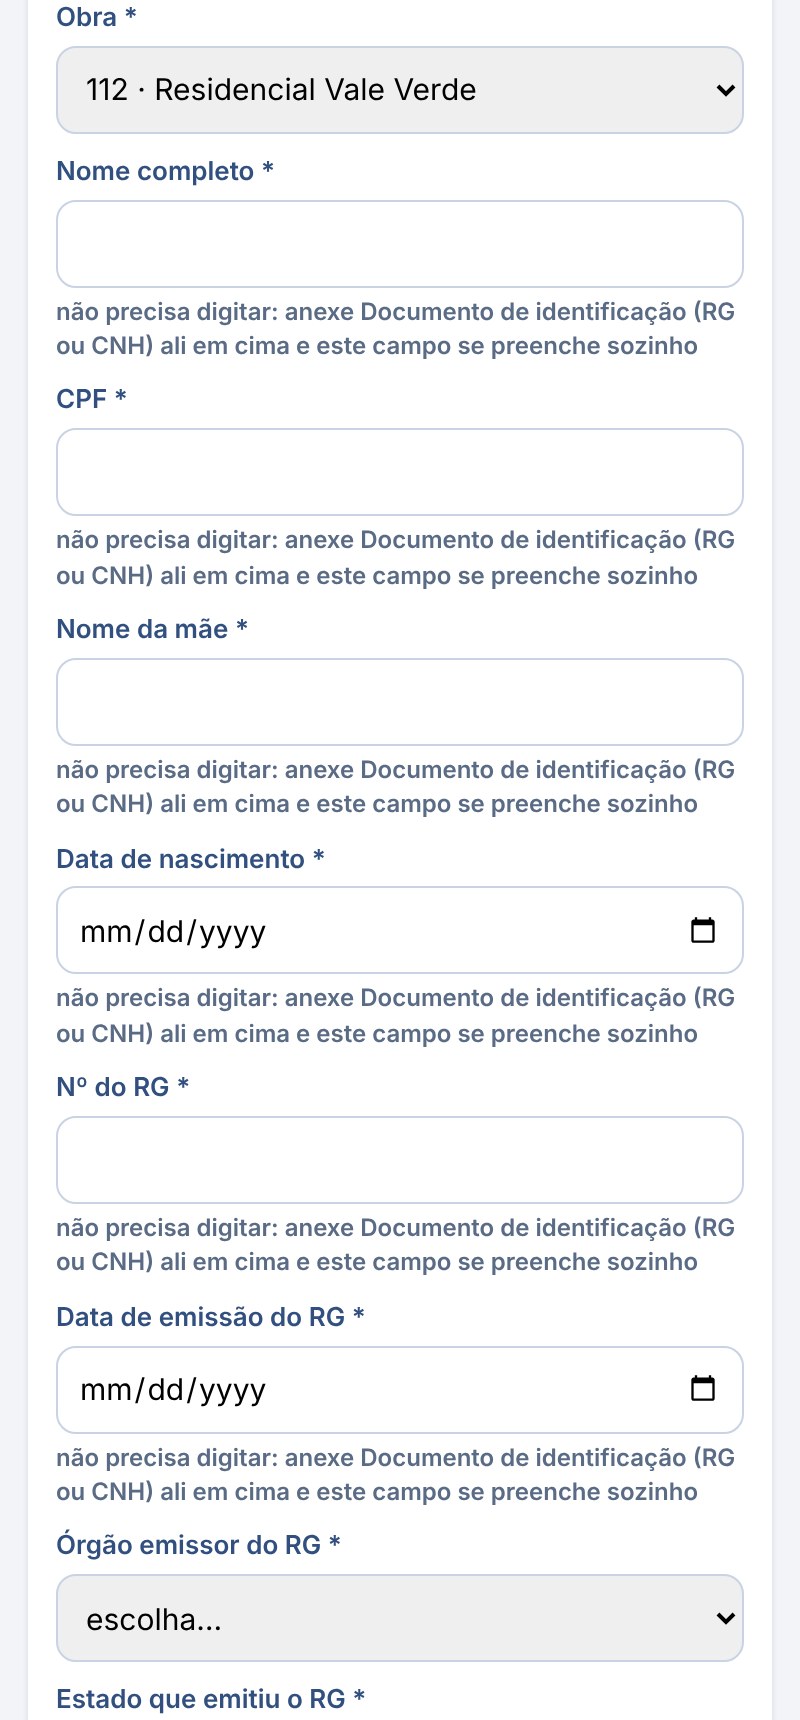 Obra *
112 · Residencial Vale Verde
Nome completo *
não precisa digitar: anexe Documento de identificação (RG
ou CNH) ali em cima e este campo se preenche sozinho
CPF *
não precisa digitar: anexe Documento de identificação (RG
ou CNH) ali em cima e este campo se preenche sozinho
Nome da mãe *
não precisa digitar: anexe Documento de identificação (RG
ou CNH) ali em cima e este campo se preenche sozinho
Data de nascimento *
mm/dd/yyyy
não precisa digitar: anexe Documento de identificação (RG
ou CNH) ali em cima e este campo se preenche sozinho
Nº do RG *
não precisa digitar: anexe Documento de identificação (RG
ou CNH) ali em cima e este campo se preenche sozinho
Data de emissão do RG *
mm/dd/yyyy
não precisa digitar: anexe Documento de identificação (RG
ou CNH) ali em cima e este campo se preenche sozinho
Órgão emissor do RG *
escolha...
Estado que emitiu o RG *